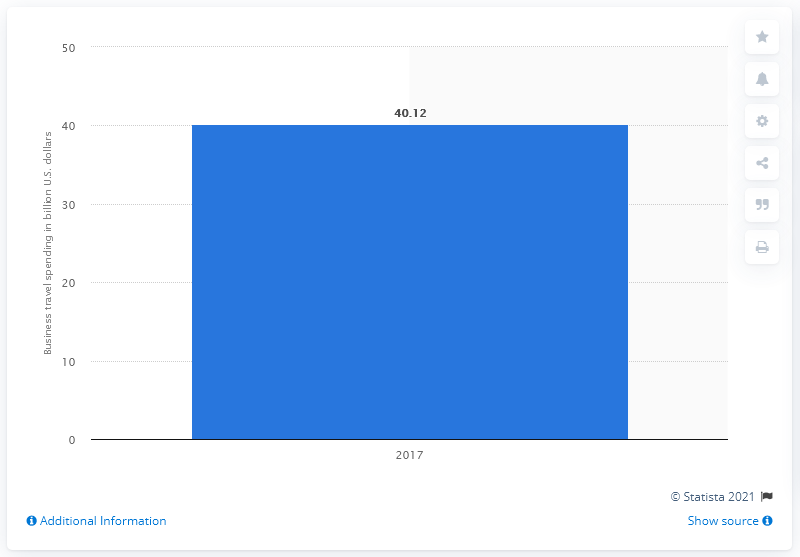 50
40
30
20
10
0
Business travel spending in billion U.S. dollars
40.12
2017
© Statista 2021
Additional Information
Show source